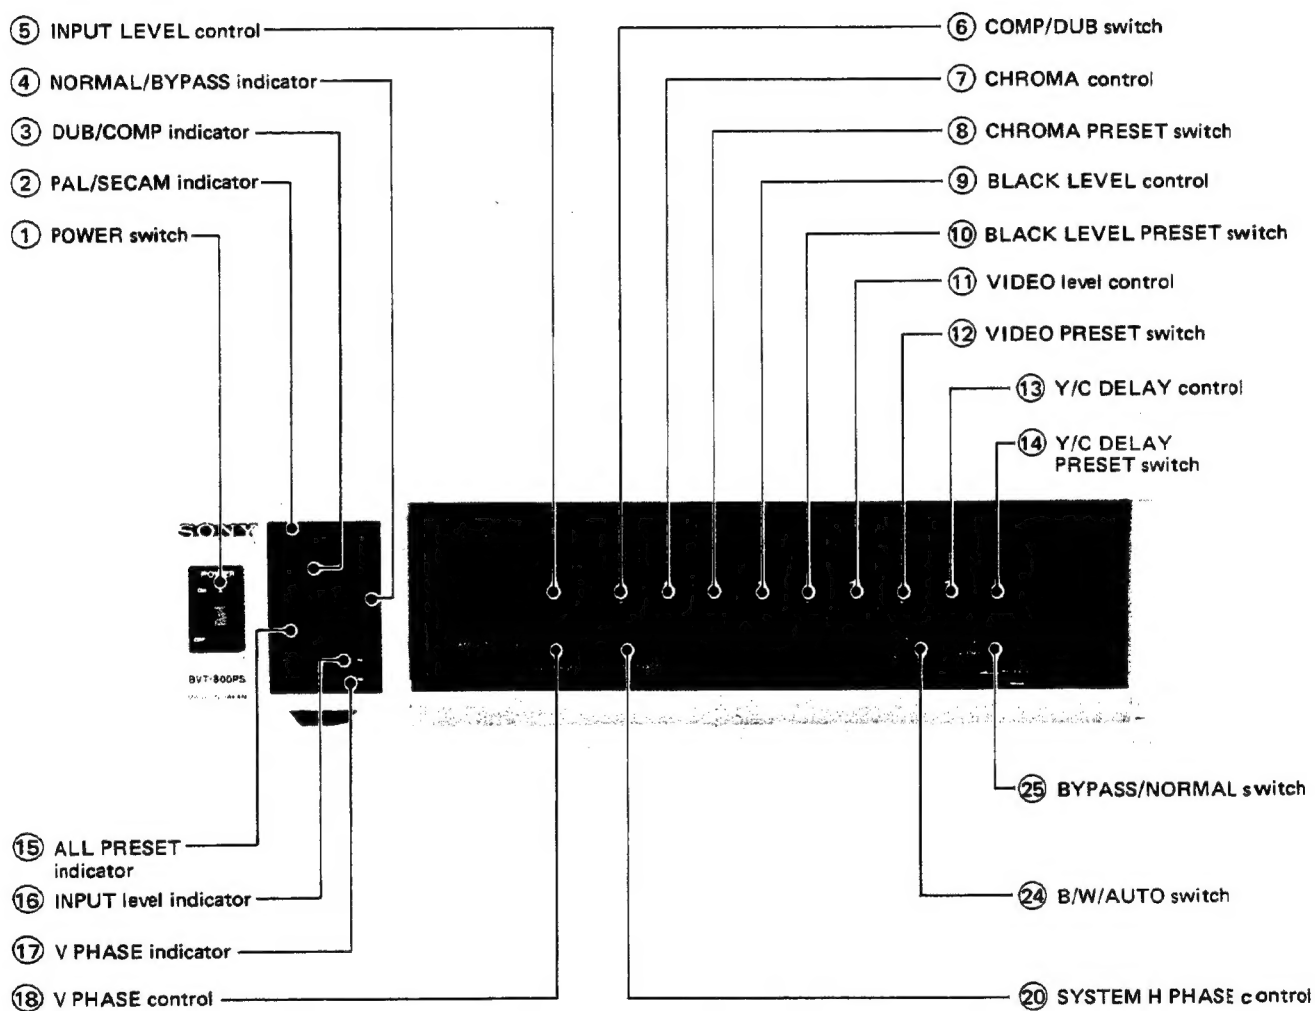 ⑤ INPUT LEVEL control
④ NORMAL/BYPASS indicator
③ DUB/COMP indicator
② PAL/SECAM indicator
① POWER switch
⑥ COMP/DUB switch
⑦ CHROMA control
⑧ CHROMA PRESET switch
⑨ BLACK LEVEL control
⑩ BLACK LEVEL PRESET switch
⑪ VIDEO level control
⑫ VIDEO PRESET switch
⑬ Y/C DELAY control
⑭ Y/C DELAY
PRESET switch
SONY
POWER
BVT-800PS
⑮ ALL PRESET
indicator
⑯ INPUT level indicator
⑰ V PHASE indicator
⑱ V PHASE control
㉕ BYPASS/NORMAL switch
㉔ B/W/AUTO switch
⑳ SYSTEM H PHASE control